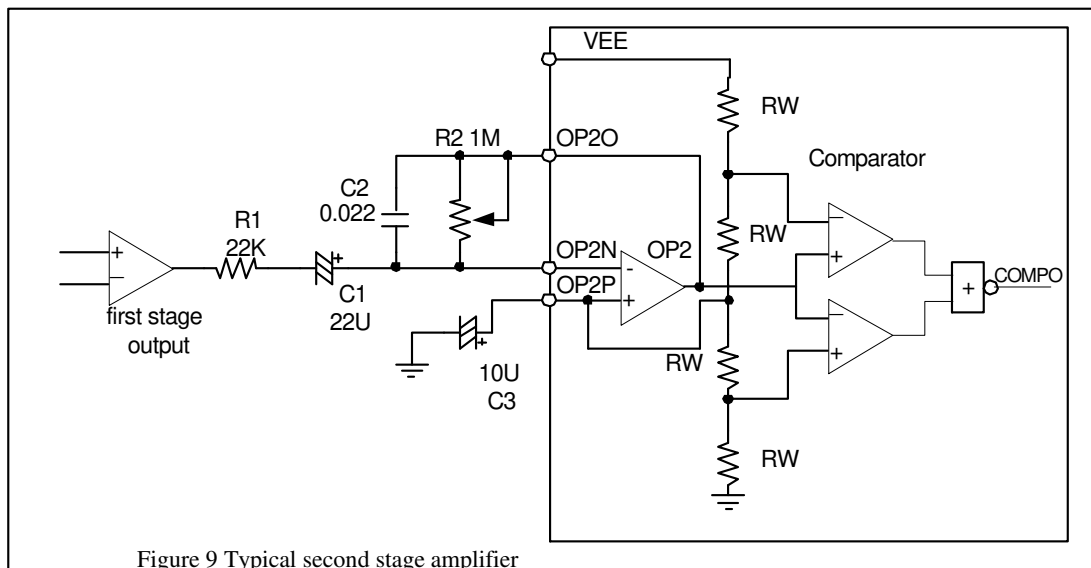 VEE
RW
R2 1M
OP2O
Comparator
C2
0.022
R1
22K
RW
OP2N
OP2
-
+
OP2P
C1
22U
+
first stage
output
+
-
-
+
-
+
+
COMPO
RW
10U
C3
+
RW
Figure 9 Typical second stage amplifier